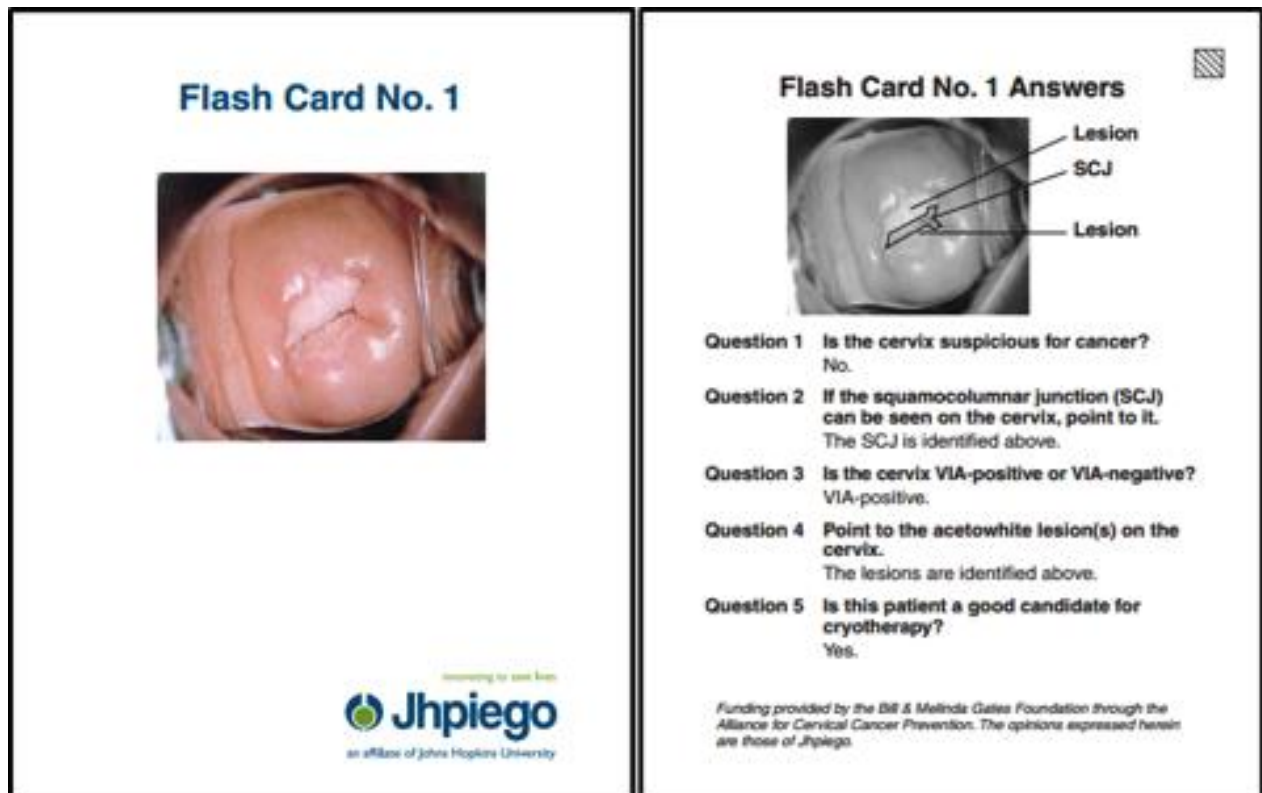 Flash Card No. 1
innovating to save lives
Jhpiego
an affiliate of Johns Hopkins University
Flash Card No. 1 Answers
Lesion
SCJ
Lesion
Question 1 Is the cervix suspicious for cancer?
No.
Question 2 If the squamocolumnar junction (SCJ)
can be seen on the cervix, point to it.
The SCJ is identified above.
Question 3 Is the cervix VIA-positive or VIA-negative?
VIA-positive.
Question 4 Point to the acetowhite lesion(s) on the
cervix.
The lesions are identified above.
Question 5 Is this patient a good candidate for
cryotherapy?
Yes.
Funding provided by the Bill & Melinda Gates Foundation through the
Alliance for Cervical Cancer Prevention. The opinions expressed herein
are those of Jhpiego.